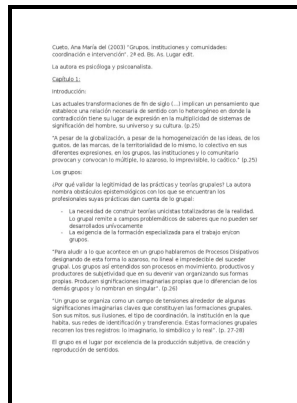 Cueto, Ana María del (2003) "Grupos, instituciones y comunidades:
coordinación e intervención". 2ª ed. Bs. As. Lugar edit.
La autora es psicóloga y psicoanalista.
Capítulo 1:
Introducción:
Las actuales transformaciones de fin de siglo (...) implican un pensamiento que
establece una relación necesaria de sentido con lo heterogéneo en donde la
contradicción tiene su lugar de expresión en la multiplicidad de sistemas de
significación del hombre, su universo y su cultura. (p.25)
"A pesar de la globalización, a pesar de la homogeneización de las ideas, de los
gustos, de las marcas, de la territorialidad de lo mismo, lo colectivo en sus
diferentes expresiones, en los grupos, las instituciones y lo comunitario
provocan y convocan lo múltiple, lo azaroso, lo imprevisible, lo caótico." (p.25)
Los grupos:
¿Por qué validar la legitimidad de las prácticas y teorías grupales? La autora
nombra obstáculos epistemológicos con los que se encuentran los
profesionales suyas prácticas dan cuenta de lo grupal:
- La necesidad de construir teorías unicistas totalizadoras de la realidad.
Lo grupal remite a campos problemáticos de saberes que no pueden ser
desarrollados unívocamente
- La exigencia de la formación especializada para el trabajo en/con
grupos.
"Para aludir a lo que acontece en un grupo hablaremos de Procesos Disipativos
designando de esta forma lo azaroso, no lineal e impredecible del suceder
grupal. Los grupos así entendidos son procesos en movimiento, productivos y
productores de subjetividad que en su devenir van organizando sus formas
propias. Producen significaciones imaginarias propias que lo diferencian de los
demás grupos y lo nombran en singular". (p.26)
"Un grupo se organiza como un campo de tensiones alrededor de algunas
significaciones imaginarias claves que constituyen las formaciones grupales.
Son sus mitos, sus ilusiones, el tipo de coordinación, la institución en la que
habita, sus redes de identificación y transferencia. Estas formaciones grupales
recorren los tres registros: lo imaginario, lo simbólico y lo real". (p. 27-28)
El grupo es el lugar por excelencia de la producción subjetiva, de creación y
reproducción de sentidos.